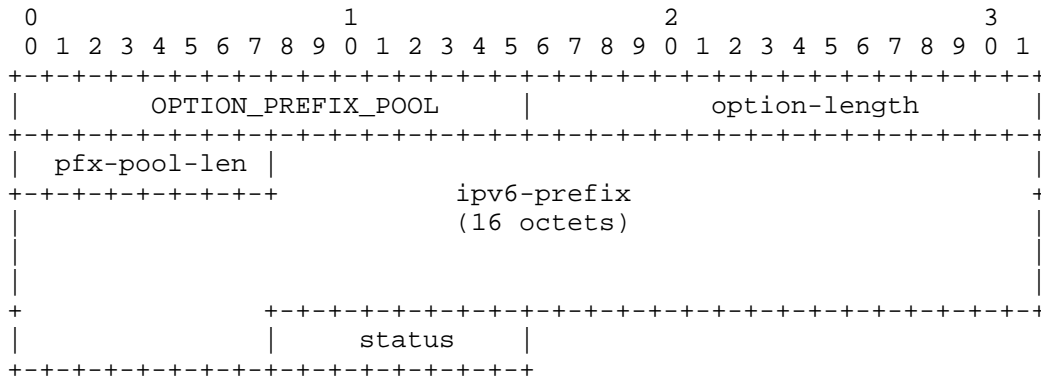 0                   1                   2                   3
 0 1 2 3 4 5 6 7 8 9 0 1 2 3 4 5 6 7 8 9 0 1 2 3 4 5 6 7 8 9 0 1
+-+-+-+-+-+-+-+-+-+-+-+-+-+-+-+-+-+-+-+-+-+-+-+-+-+-+-+-+-+-+-+-+
|        OPTION_PREFIX_POOL     |           option-length       |
+-+-+-+-+-+-+-+-+-+-+-+-+-+-+-+-+-+-+-+-+-+-+-+-+-+-+-+-+-+-+-+-+
|  pfx-pool-len |                                               |
+-+-+-+-+-+-+-+-+           ipv6-prefix                         +
|                           (16 octets)                         |
|                                                               |
|                                                               |
+               +-+-+-+-+-+-+-+-+-+-+-+-+-+-+-+-+-+-+-+-+-+-+-+-+
|               |     status    |
+-+-+-+-+-+-+-+-+-+-+-+-+-+-+-+-+